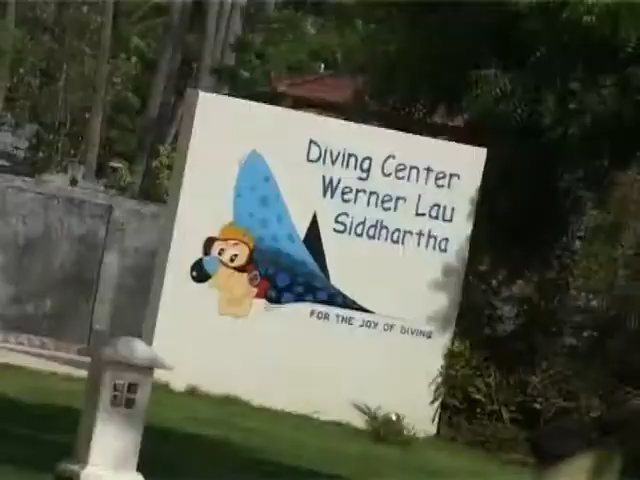 Diving Center
Werner Lau
Siddhartha
FOR THE JOY OF DIVING